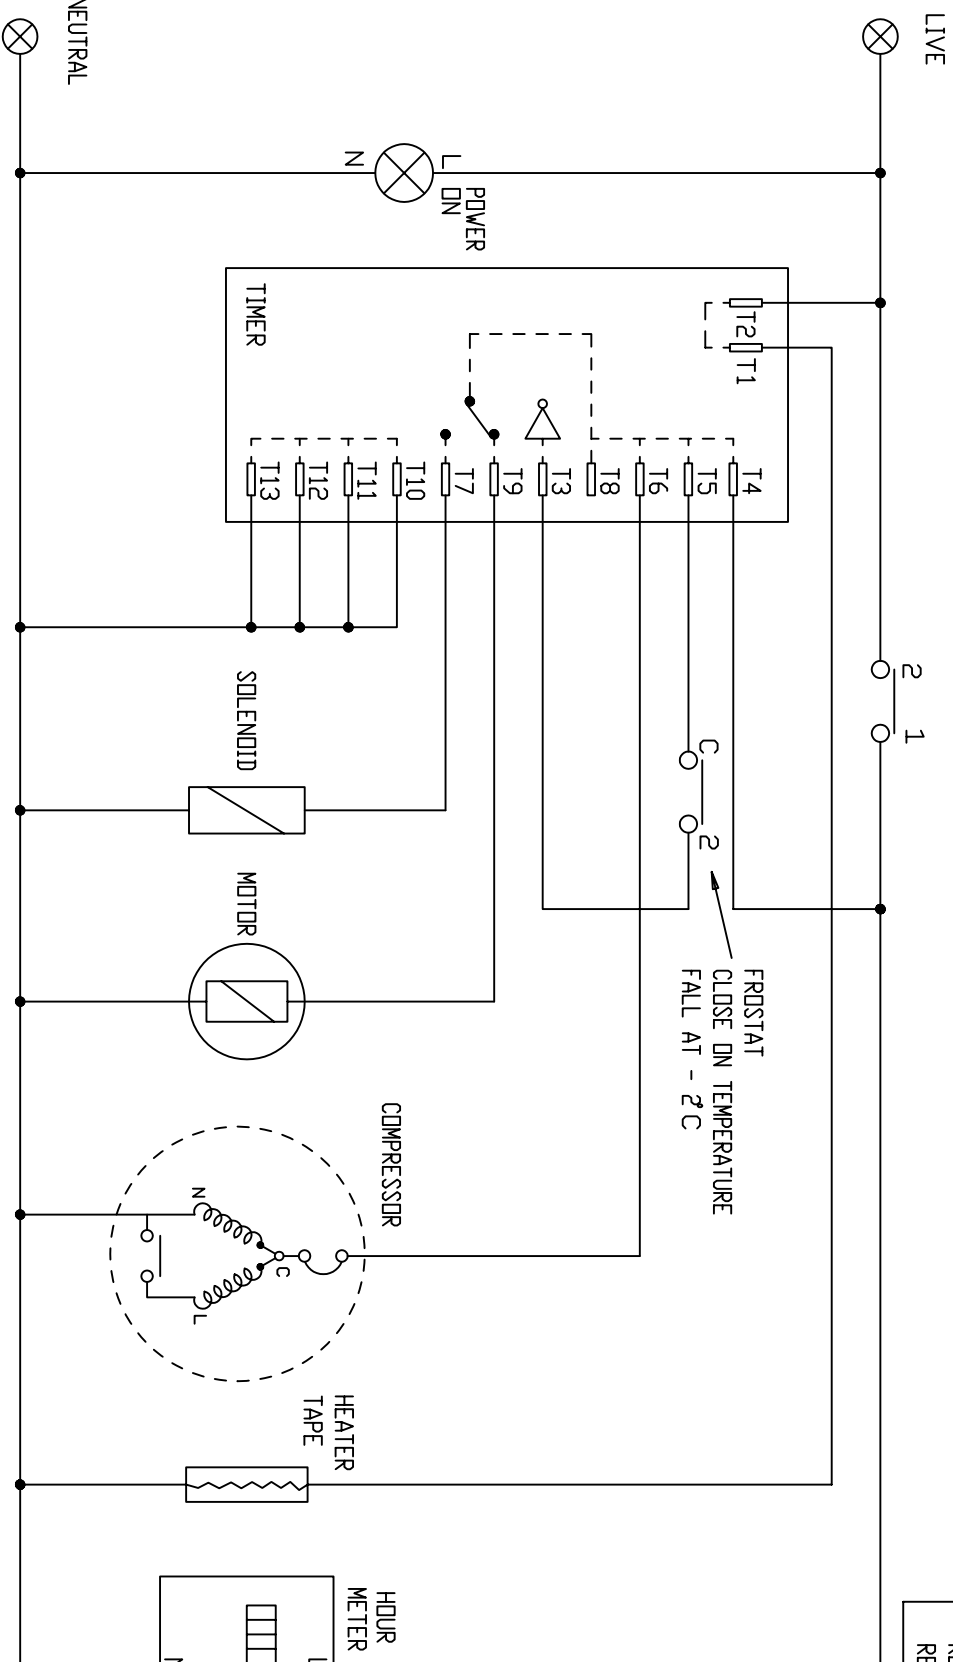 LIVE
NEUTRAL
L
N
POWER
ON
TIMER
T2
T1
T4
T5
T6
T8
T3
T9
T7
T10
T11
T12
T13
2
1
C
2
SOLENOID
MOTOR
FROSTAT
CLOSE ON TEMPERATURE
FALL AT - 2°C
COMPRESSOR
N
C
L
HEATER
TAPE
HOUR
METER
L
N
RE